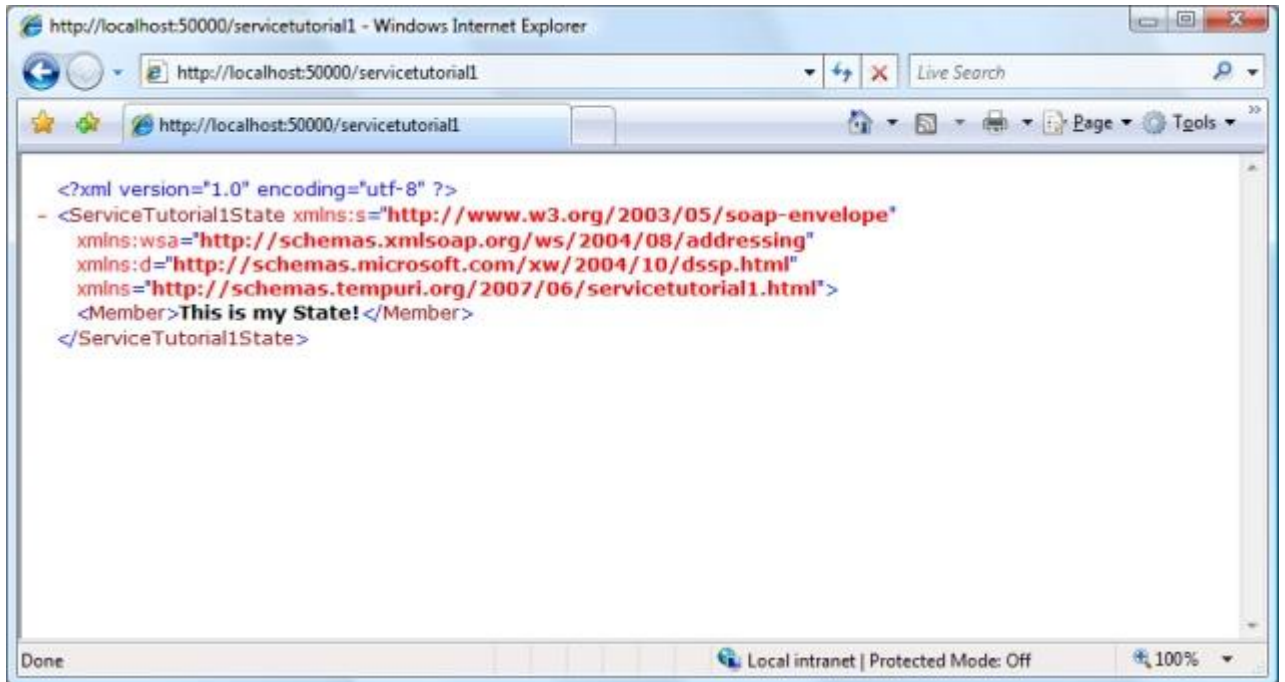 http://localhost:50000/servicetutorial1 - Windows Internet Explorer
http://localhost:50000/servicetutorial1
Live Search
http://localhost:50000/servicetutorial1
Page
Tools
<?xml version="1.0" encoding="utf-8" ?>
- <ServiceTutorial1State xmlns:s="http://www.w3.org/2003/05/soap-envelope"
xmlns:wsa="http://schemas.xmlsoap.org/ws/2004/08/addressing"
xmlns:d="http://schemas.microsoft.com/xw/2004/10/dssp.html"
xmlns="http://schemas.tempuri.org/2007/06/servicetutorial1.html">
<Member>This is my State!</Member>
</ServiceTutorial1State>
Done
Local intranet | Protected Mode: Off
100%